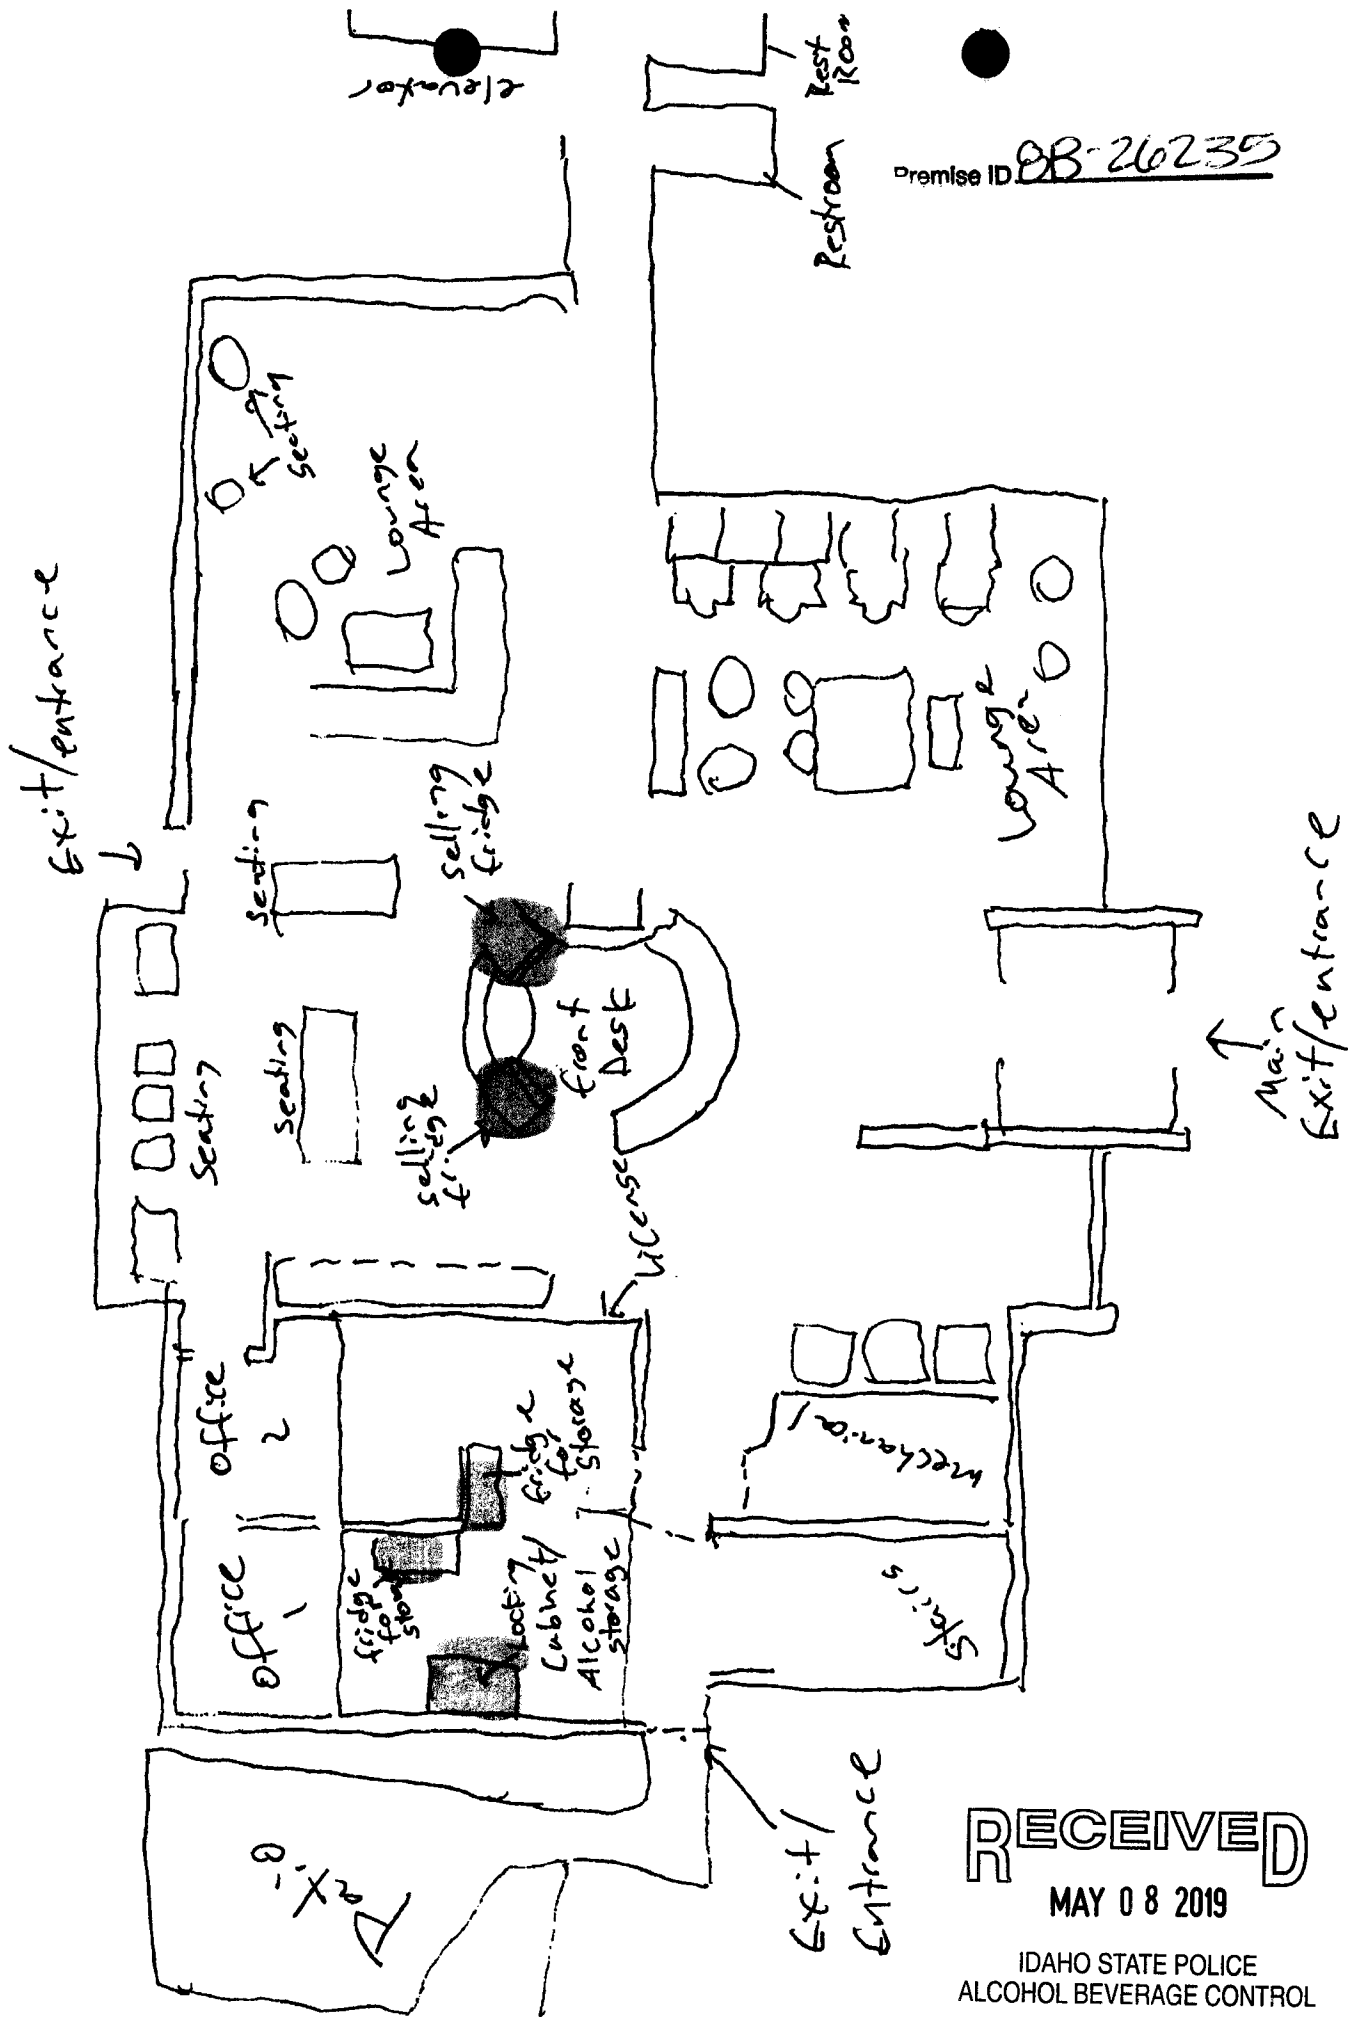 elevator
Rest
Room
Restroom
Premise ID 8B-26235
Seating
Lounge
Area
Exit/entrance
Seating
Selling
fridge
Lounge
Area
Seating
Seating
Selling
fridge
Front
Desk
License
Main
Exit/entrance
Office
2
fridge
for
Storage
Mechanical
Office
1
fridge
for
storage
Locking
Cabinet/
Alcohol
storage
Stairs
Patio
Exit/
Entrance
RECEIVED
MAY 08 2019
IDAHO STATE POLICE
ALCOHOL BEVERAGE CONTROL